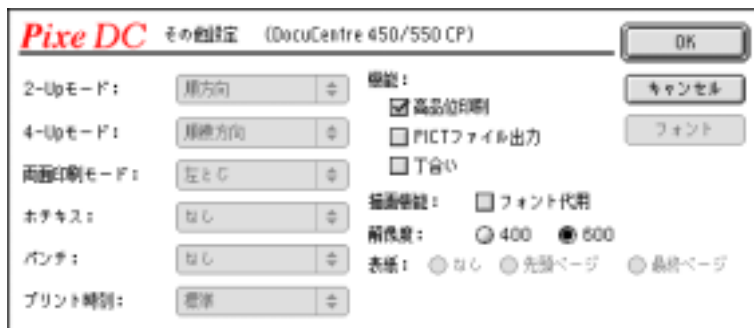 Pixe DC その他設定 (DocuCentre 450/550 CP)
OK
キャンセル
フォント
2-Upモード: 順方向
4-Upモード: 順横方向
両面印刷モード: 左とじ
ホチキス: なし
パンチ: なし
プリント時刻: 標準
機能:
高品位印刷
PICTファイル出力
丁合い
描画機能: フォント代用
解像度: 400 600
表紙: なし 先頭ページ 最終ページ